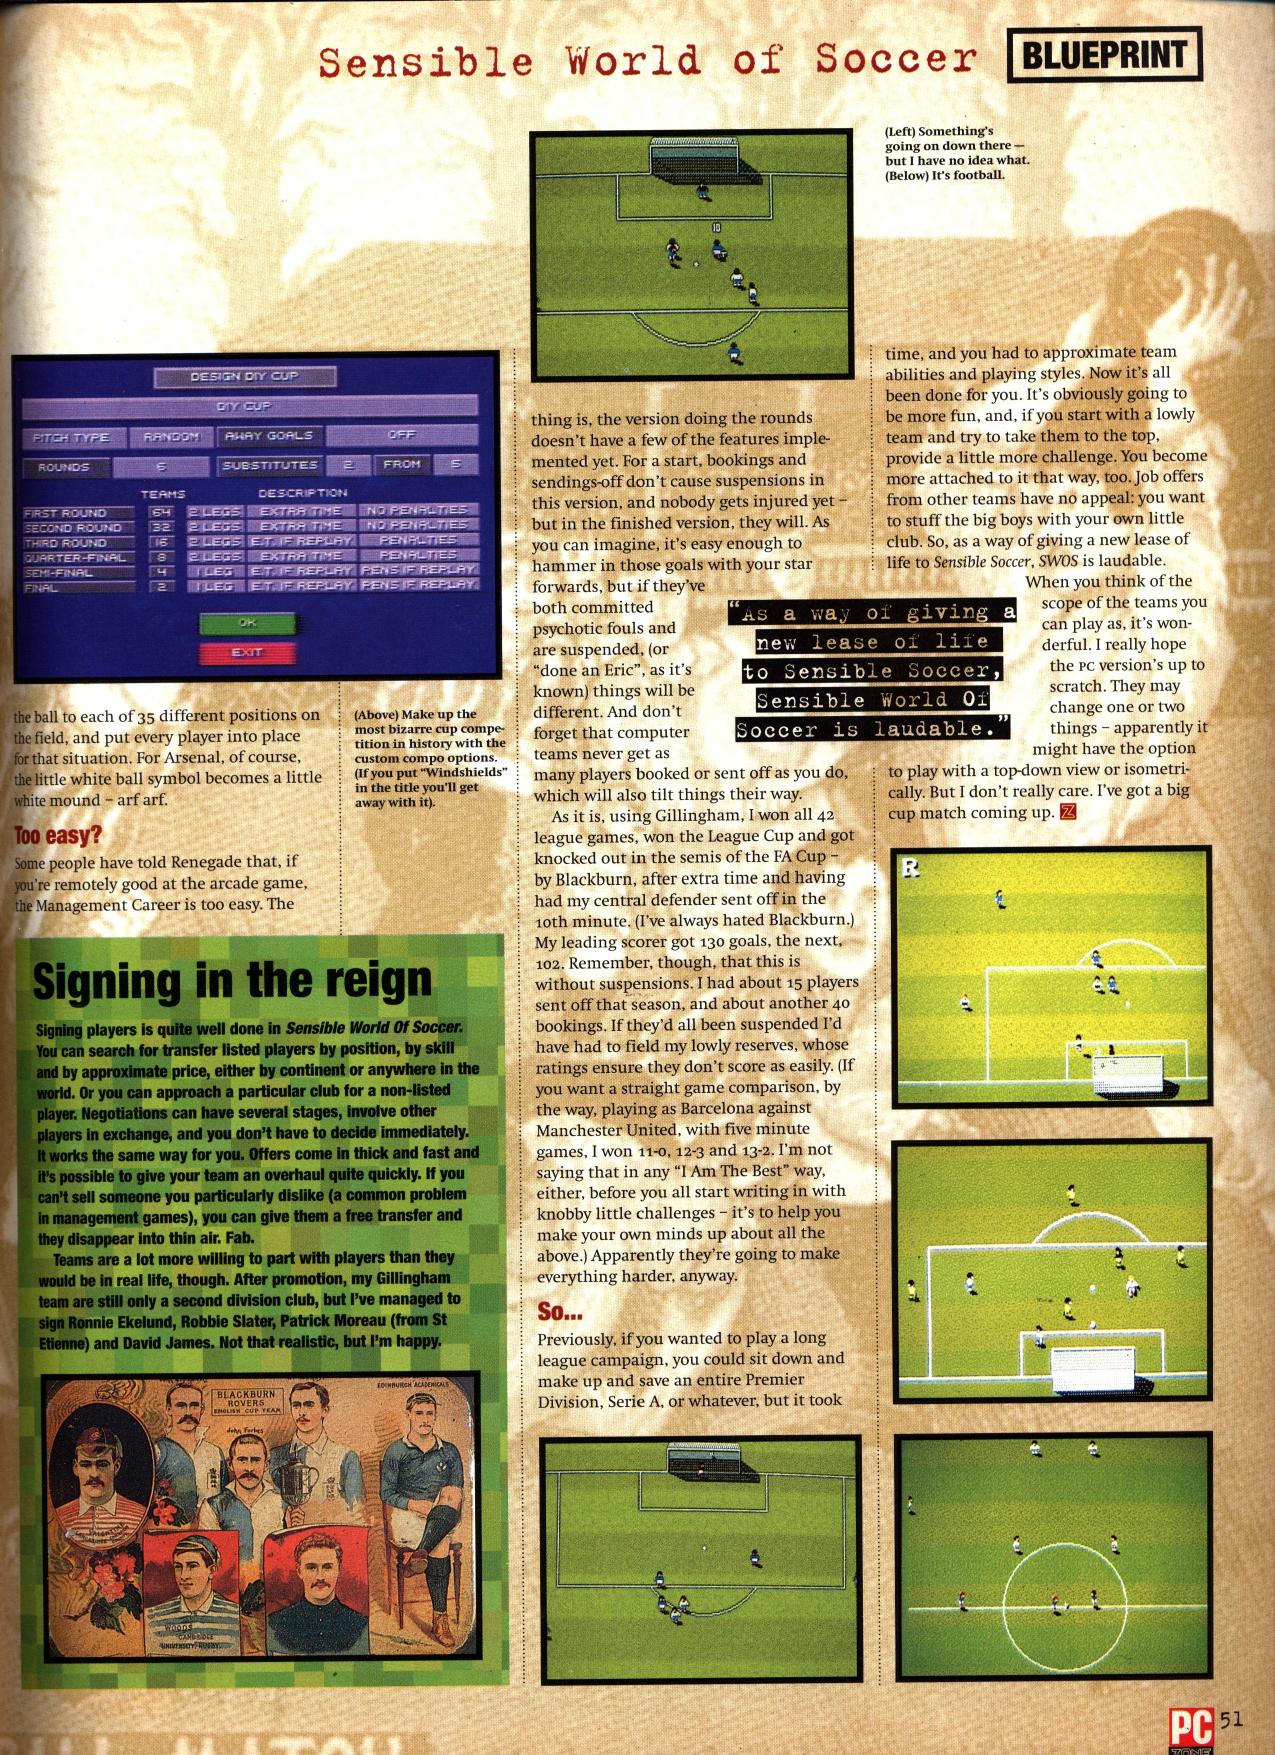 Sensible World of Soccer
BLUEPRINT
(Left) Something's
going on down there –
but I have no idea what.
(Below) It's football.
DESIGN DIY CUP
DIY CUP
PITCH TYPE RANDOM AWAY GOALS OFF
ROUNDS 6 SUBSTITUTES 2 FROM 5
TEAMS DESCRIPTION
FIRST ROUND 64 2 LEGS EXTRA TIME NO PENALTIES
SECOND ROUND 32 2 LEGS EXTRA TIME NO PENALTIES
THIRD ROUND 16 2 LEGS E.T. IF REPLAY PENALTIES
QUARTER-FINAL 8 2 LEGS EXTRA TIME PENALTIES
SEMI-FINAL 4 1 LEG E.T. IF REPLAY PENS IF REPLAY
FINAL 2 1 LEG E.T. IF REPLAY PENS IF REPLAY
OK
EXIT
the ball to each of 35 different positions on
the field, and put every player into place
for that situation. For Arsenal, of course,
the little white ball symbol becomes a little
white mound – arf arf.
Too easy?
Some people have told Renegade that, if
you're remotely good at the arcade game,
the Management Career is too easy. The
(Above) Make up the
most bizarre cup compe-
tition in history with the
custom compo options.
(If you put "Windshields"
in the title you'll get
away with it).
Signing in the reign
Signing players is quite well done in Sensible World Of Soccer.
You can search for transfer listed players by position, by skill
and by approximate price, either by continent or anywhere in the
world. Or you can approach a particular club for a non-listed
player. Negotiations can have several stages, involve other
players in exchange, and you don't have to decide immediately.
It works the same way for you. Offers come in thick and fast and
it's possible to give your team an overhaul quite quickly. If you
can't sell someone you particularly dislike (a common problem
in management games), you can give them a free transfer and
they disappear into thin air. Fab.
Teams are a lot more willing to part with players than they
would be in real life, though. After promotion, my Gillingham
team are still only a second division club, but I've managed to
sign Ronnie Ekelund, Robbie Slater, Patrick Moreau (from St
Etienne) and David James. Not that realistic, but I'm happy.
BLACKBURN
ROVERS
ENGLISH CUP TEAM
EDINBURGH ACADEMICALS
John Forbes
WOODS
CAMBRIDGE
UNIVERSITY, RUGBY
10
thing is, the version doing the rounds
doesn't have a few of the features imple-
mented yet. For a start, bookings and
sendings-off don't cause suspensions in
this version, and nobody gets injured yet –
but in the finished version, they will. As
you can imagine, it's easy enough to
hammer in those goals with your star
forwards, but if they've
both committed
psychotic fouls and
are suspended, (or
"done an Eric", as it's
known) things will be
different. And don't
forget that computer
teams never get as
many players booked or sent off as you do,
which will also tilt things their way.
As it is, using Gillingham, I won all 42
league games, won the League Cup and got
knocked out in the semis of the FA Cup –
by Blackburn, after extra time and having
had my central defender sent off in the
10th minute. (I've always hated Blackburn.)
My leading scorer got 130 goals, the next,
102. Remember, though, that this is
without suspensions. I had about 15 players
sent off that season, and about another 40
bookings. If they'd all been suspended I'd
have had to field my lowly reserves, whose
ratings ensure they don't score as easily. (If
you want a straight game comparison, by
the way, playing as Barcelona against
Manchester United, with five minute
games, I won 11-0, 12-3 and 13-2. I'm not
saying that in any "I Am The Best" way,
either, before you all start writing in with
knobby little challenges – it's to help you
make your own minds up about all the
above.) Apparently they're going to make
everything harder, anyway.
So...
Previously, if you wanted to play a long
league campaign, you could sit down and
make up and save an entire Premier
Division, Serie A, or whatever, but it took
"As a way of giving a
new lease of life
to Sensible Soccer,
Sensible World Of
Soccer is laudable."
time, and you had to approximate team
abilities and playing styles. Now it's all
been done for you. It's obviously going to
be more fun, and, if you start with a lowly
team and try to take them to the top,
provide a little more challenge. You become
more attached to it that way, too. Job offers
from other teams have no appeal: you want
to stuff the big boys with your own little
club. So, as a way of giving a new lease of
life to Sensible Soccer, SWOS is laudable.
When you think of the
scope of the teams you
can play as, it's won-
derful. I really hope
the PC version's up to
scratch. They may
change one or two
things – apparently it
might have the option
to play with a top-down view or isometri-
cally. But I don't really care. I've got a big
cup match coming up. Z
R
PC
ZONE
51